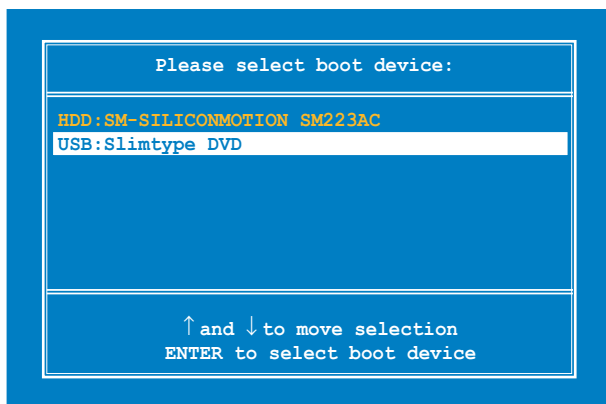 Please select boot device:
HDD:SM-SILICONMOTION SM223AC
USB:Slimtype DVD
↑ and ↓ to move selection
ENTER to select boot device